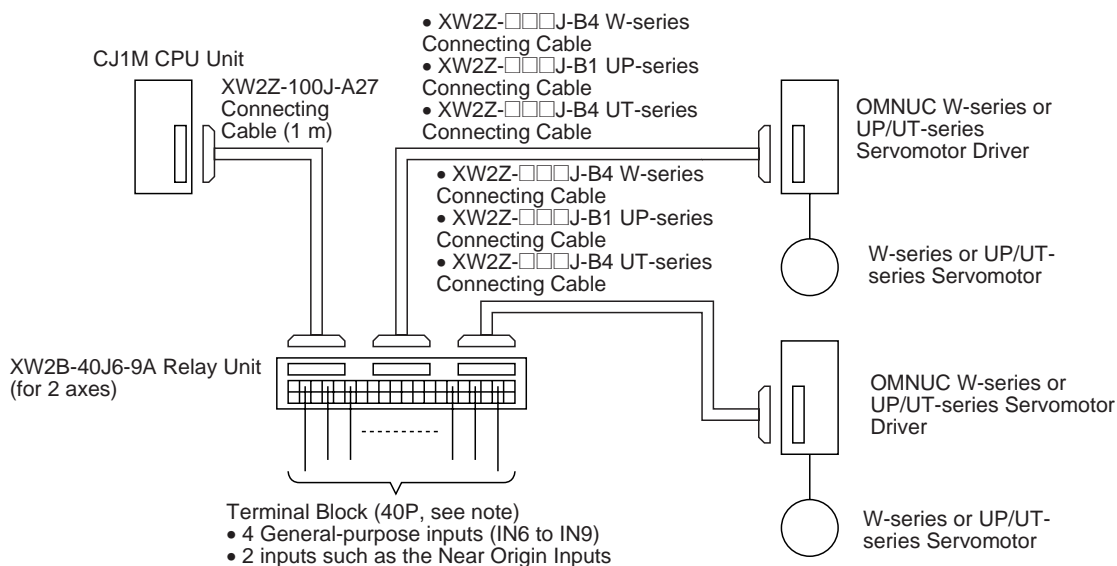 CJ1M CPU Unit
XW2Z-100J-A27
Connecting
Cable (1 m)
• XW2Z-□□□J-B4 W-series
Connecting Cable
• XW2Z-□□□J-B1 UP-series
Connecting Cable
• XW2Z-□□□J-B4 UT-series
Connecting Cable
OMNUC W-series or
UP/UT-series
Servomotor Driver
• XW2Z-□□□J-B4 W-series
Connecting Cable
• XW2Z-□□□J-B1 UP-series
Connecting Cable
• XW2Z-□□□J-B4 UT-series
Connecting Cable
W-series or UP/UT-
series Servomotor
XW2B-40J6-9A Relay Unit
(for 2 axes)
OMNUC W-series or
UP/UT-series Servomotor
Driver
Terminal Block (40P, see note)
• 4 General-purpose inputs (IN6 to IN9)
• 2 inputs such as the Near Origin Inputs
W-series or UP/UT-
series Servomotor